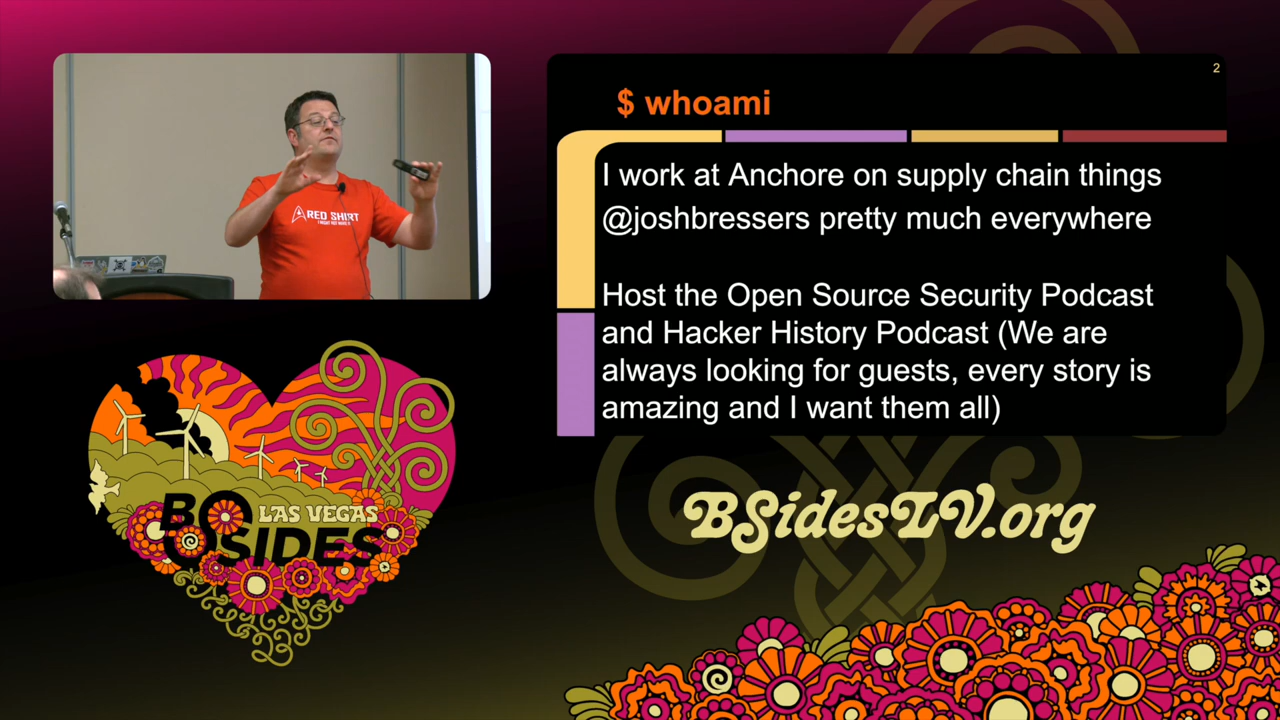 2
$ whoami
I work at Anchore on supply chain things
@joshbressers pretty much everywhere
Host the Open Source Security Podcast
and Hacker History Podcast (We are
always looking for guests, every story is
amazing and I want them all)
RED SHIRT
LAS VEGAS
BSIDES
BSidesLV.org